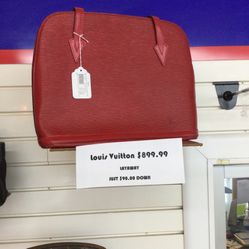 Louis Vuitton $899.99
LAYAWAY
JUST $90.00 DOWN